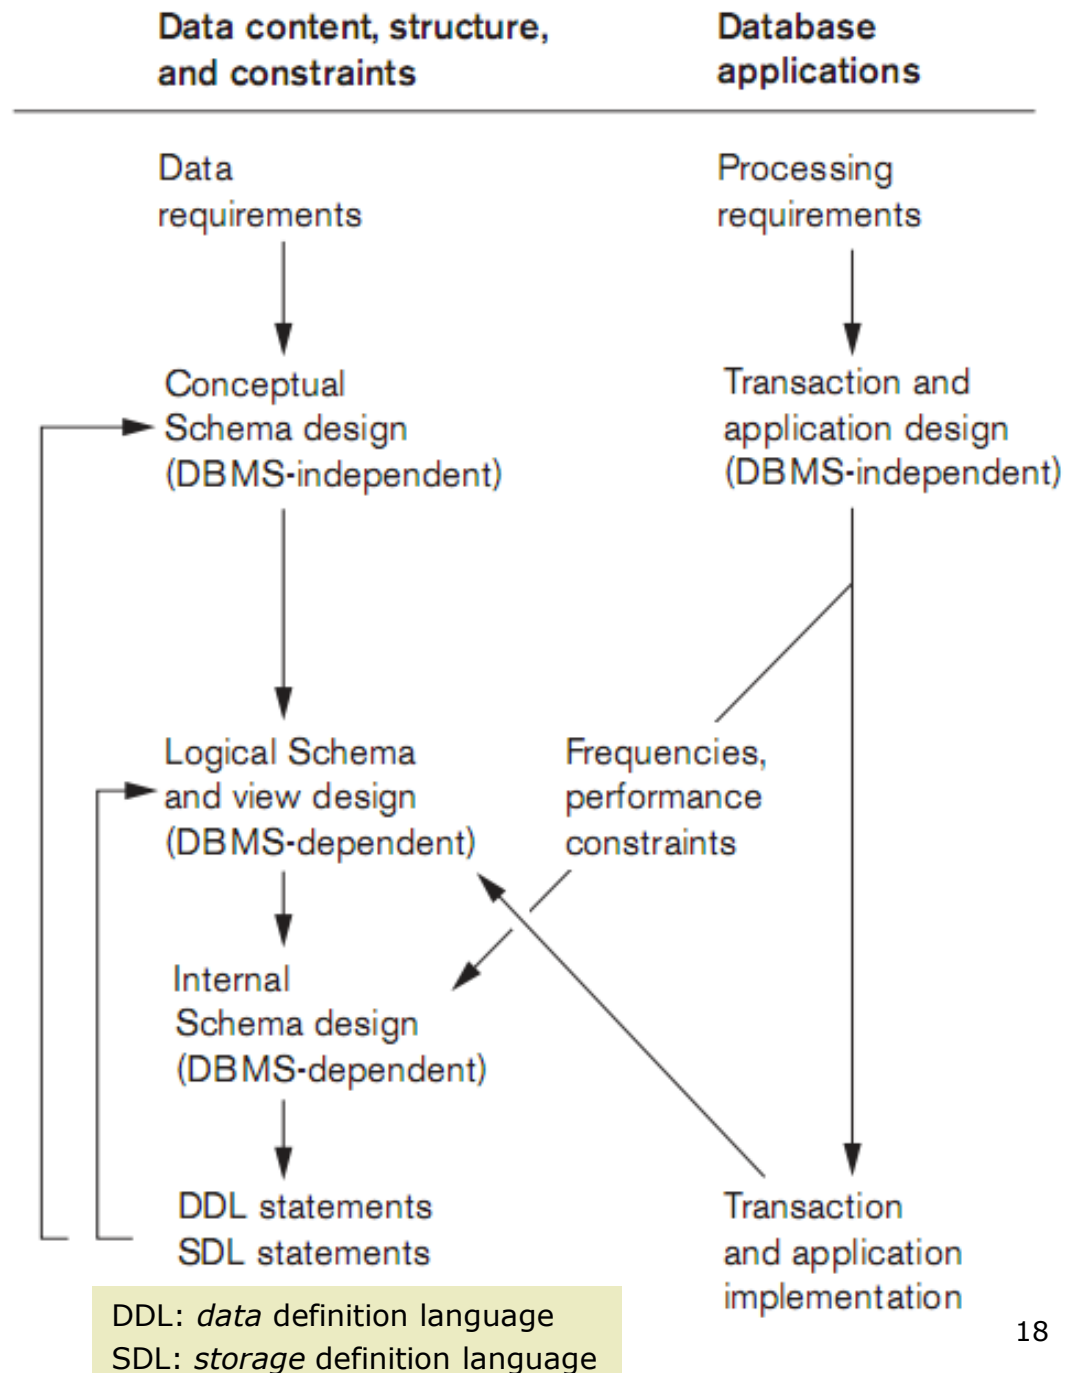 Data content, structure,
and constraints
Database
applications
Data
requirements
Processing
requirements
Conceptual
Schema design
(DBMS-independent)
Transaction and
application design
(DBMS-independent)
Logical Schema
and view design
(DBMS-dependent)
Frequencies,
performance
constraints
Internal
Schema design
(DBMS-dependent)
DDL statements
SDL statements
Transaction
and application
implementation
DDL: data definition language
SDL: storage definition language
18